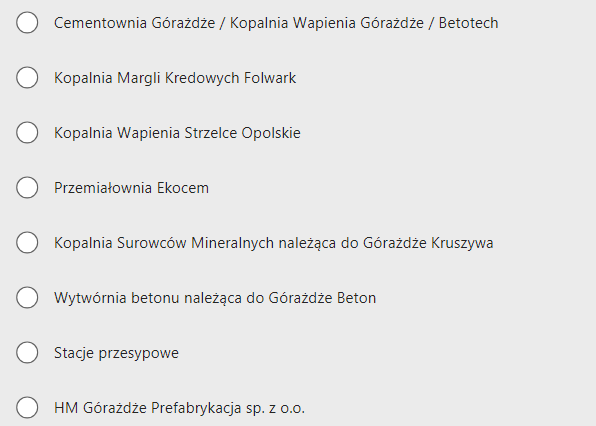 Cementownia Górażdże / Kopalnia Wapienia Górażdże / Betotech
Kopalnia Margli Kredowych Folwark
Kopalnia Wapienia Strzelce Opolskie
Przemiałownia Ekocem
Kopalnia Surowców Mineralnych należąca do Górażdże Kruszywa
Wytwórnia betonu należąca do Górażdże Beton
Stacje przesypowe
HM Górażdże Prefabrykacja sp. z o.o.